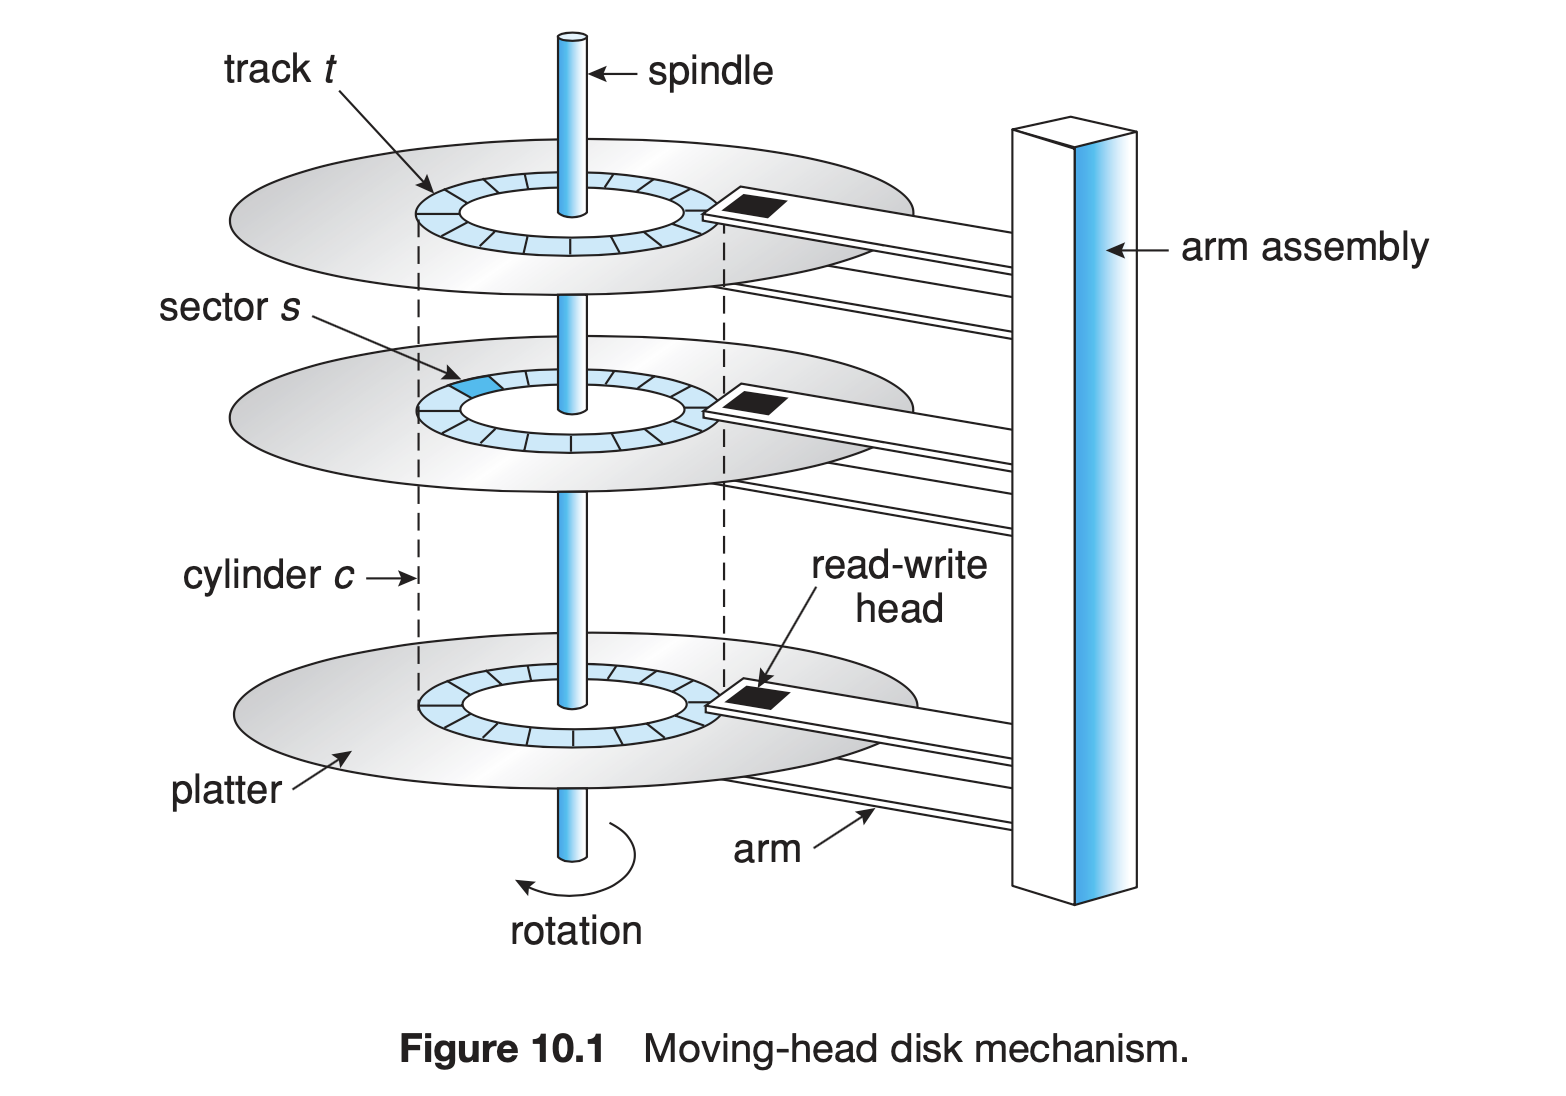 track t
spindle
arm assembly
sector s
cylinder c
read-write
head
platter
arm
rotation
Figure 10.1 Moving-head disk mechanism.